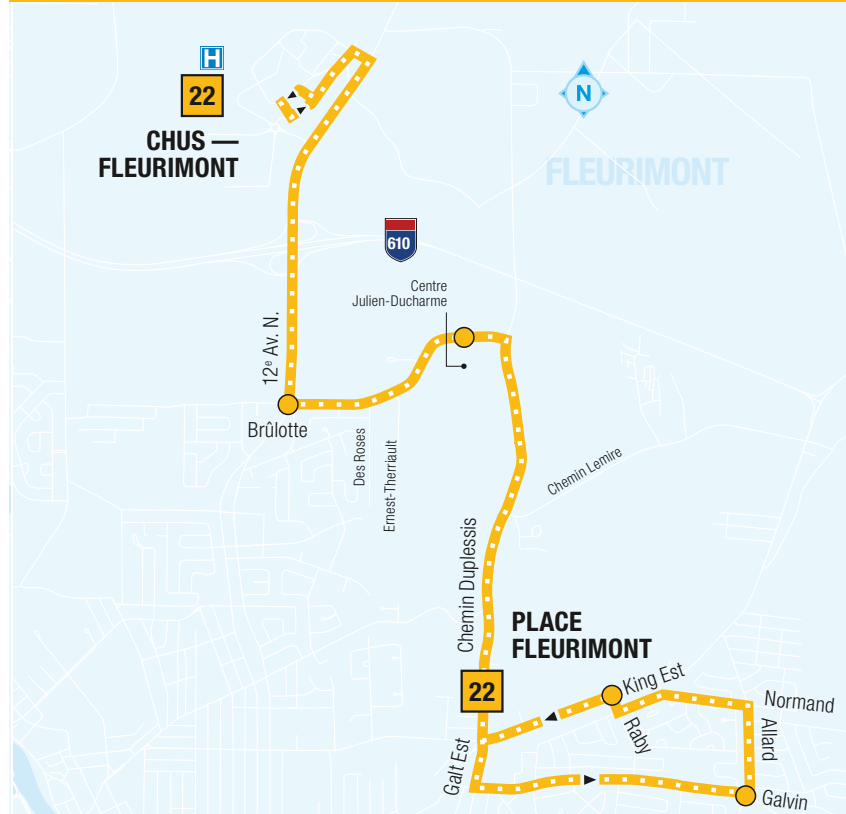 H
22
CHUS —
FLEURIMONT
N
FLEURIMONT
610
Centre
Julien-Ducharme
12e Av. N.
Brûlotte
Des Roses
Ernest-Therriault
Chemin Lemire
Chemin Duplessis
PLACE
FLEURIMONT
22
King Est
Normand
Raby
Allard
Galt Est
Galvin